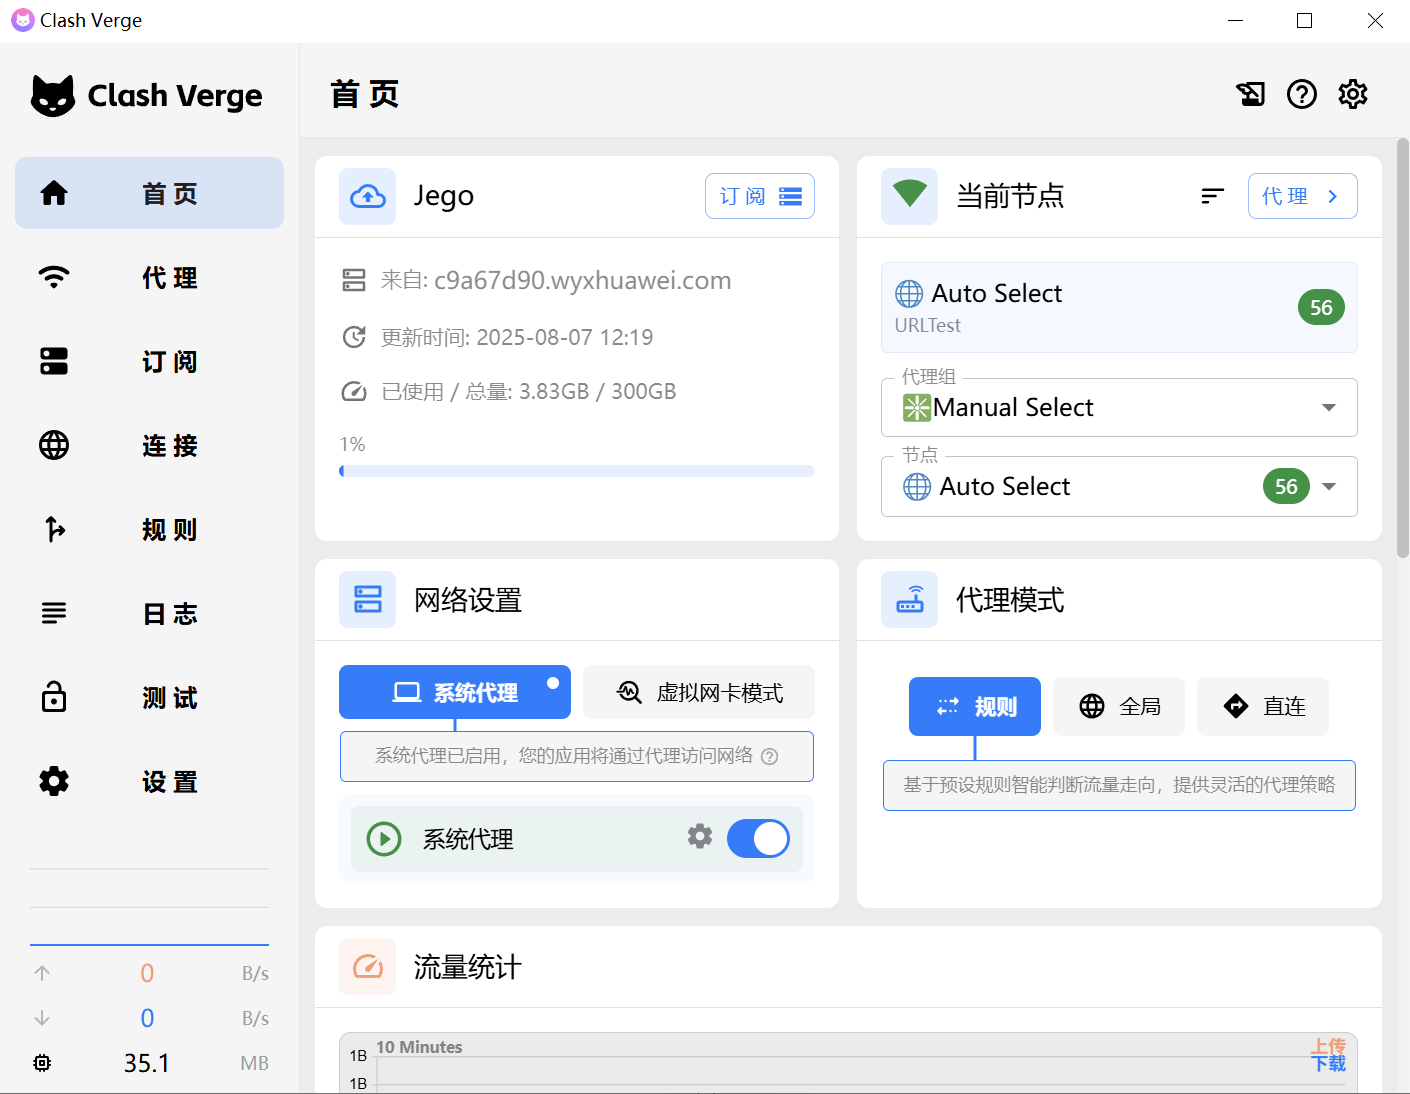 Clash Verge
Clash Verge
首页
代理
订阅
连接
规则
日志
测试
设置
0 B/s
0 B/s
35.1 MB
首页
Jego
订阅
来自: c9a67d90.wyxhuawei.com
更新时间: 2025-08-07 12:19
已使用 / 总量: 3.83GB / 300GB
1%
当前节点
代理
Auto Select
URLTest
56
代理组
Manual Select
节点
Auto Select
56
网络设置
系统代理
虚拟网卡模式
系统代理已启用，您的应用将通过代理访问网络
系统代理
代理模式
规则
全局
直连
基于预设规则智能判断流量走向，提供灵活的代理策略
流量统计
10 Minutes
上传
下载
1B
1B